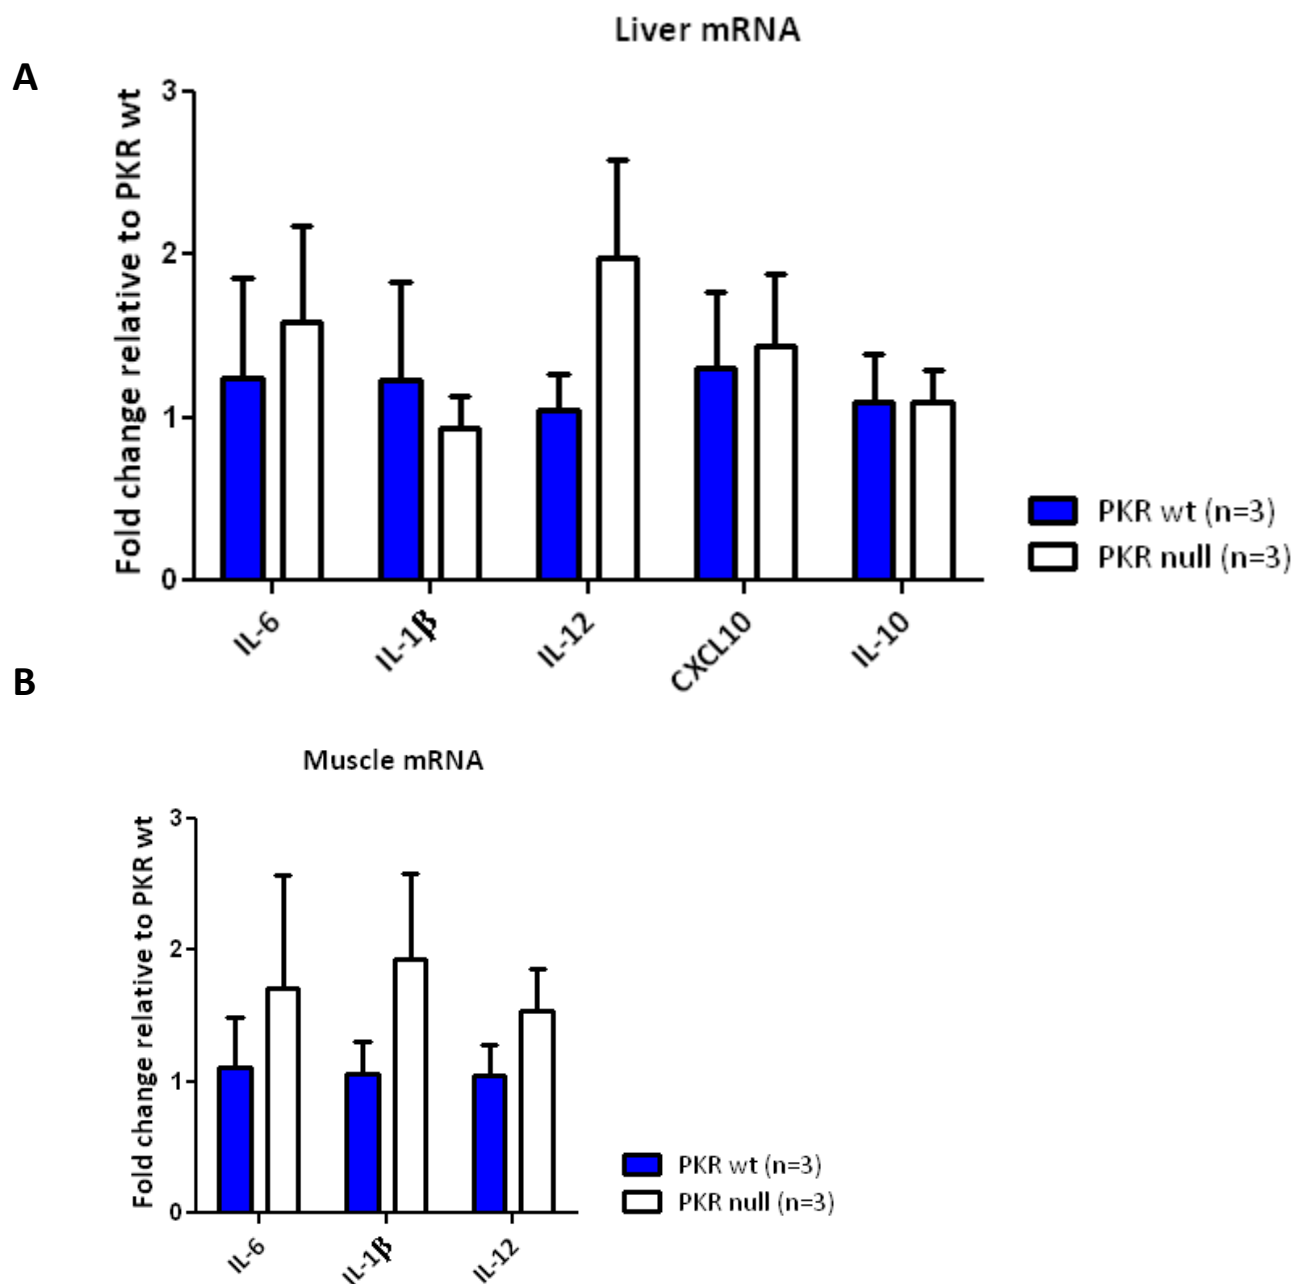 Liver mRNA
A
Fold change relative to PKR wt
3
2
1
0
IL-6
IL-1β
IL-12
CXCL10
IL-10
PKR wt (n=3)
PKR null (n=3)
B
Muscle mRNA
Fold change relative to PKR wt
3
2
1
0
IL-6
IL-1β
IL-12
PKR wt (n=3)
PKR null (n=3)